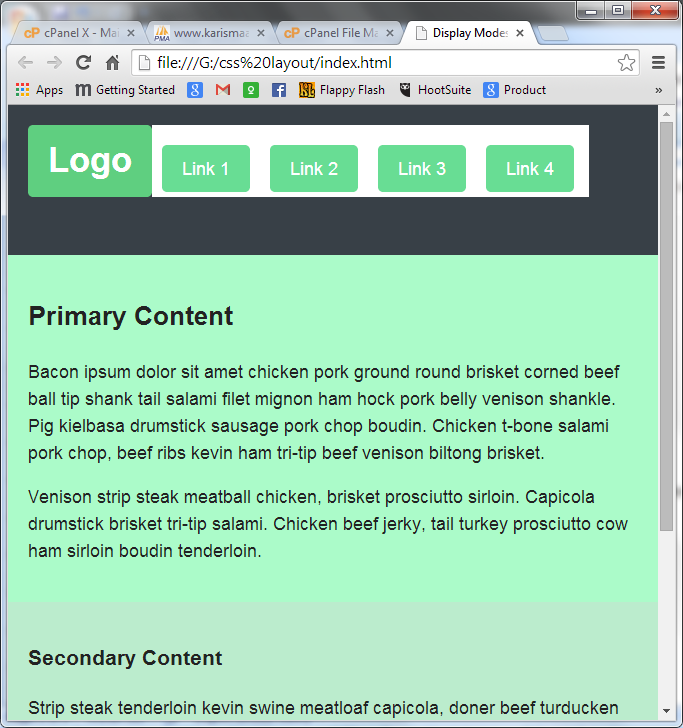 cPanel X - Mai
www.karismaa
cPanel File Ma
Display Modes
file:///G:/css%20layout/index.html
Apps
Getting Started
Flappy Flash
HootSuite
Product
»
Logo
Link 1
Link 2
Link 3
Link 4
Primary Content
Bacon ipsum dolor sit amet chicken pork ground round brisket corned beef
ball tip shank tail salami filet mignon ham hock pork belly venison shankle.
Pig kielbasa drumstick sausage pork chop boudin. Chicken t-bone salami
pork chop, beef ribs kevin ham tri-tip beef venison biltong brisket.
Venison strip steak meatball chicken, brisket prosciutto sirloin. Capicola
drumstick brisket tri-tip salami. Chicken beef jerky, tail turkey prosciutto cow
ham sirloin boudin tenderloin.
Secondary Content
Strip steak tenderloin kevin swine meatloaf capicola, doner beef turducken